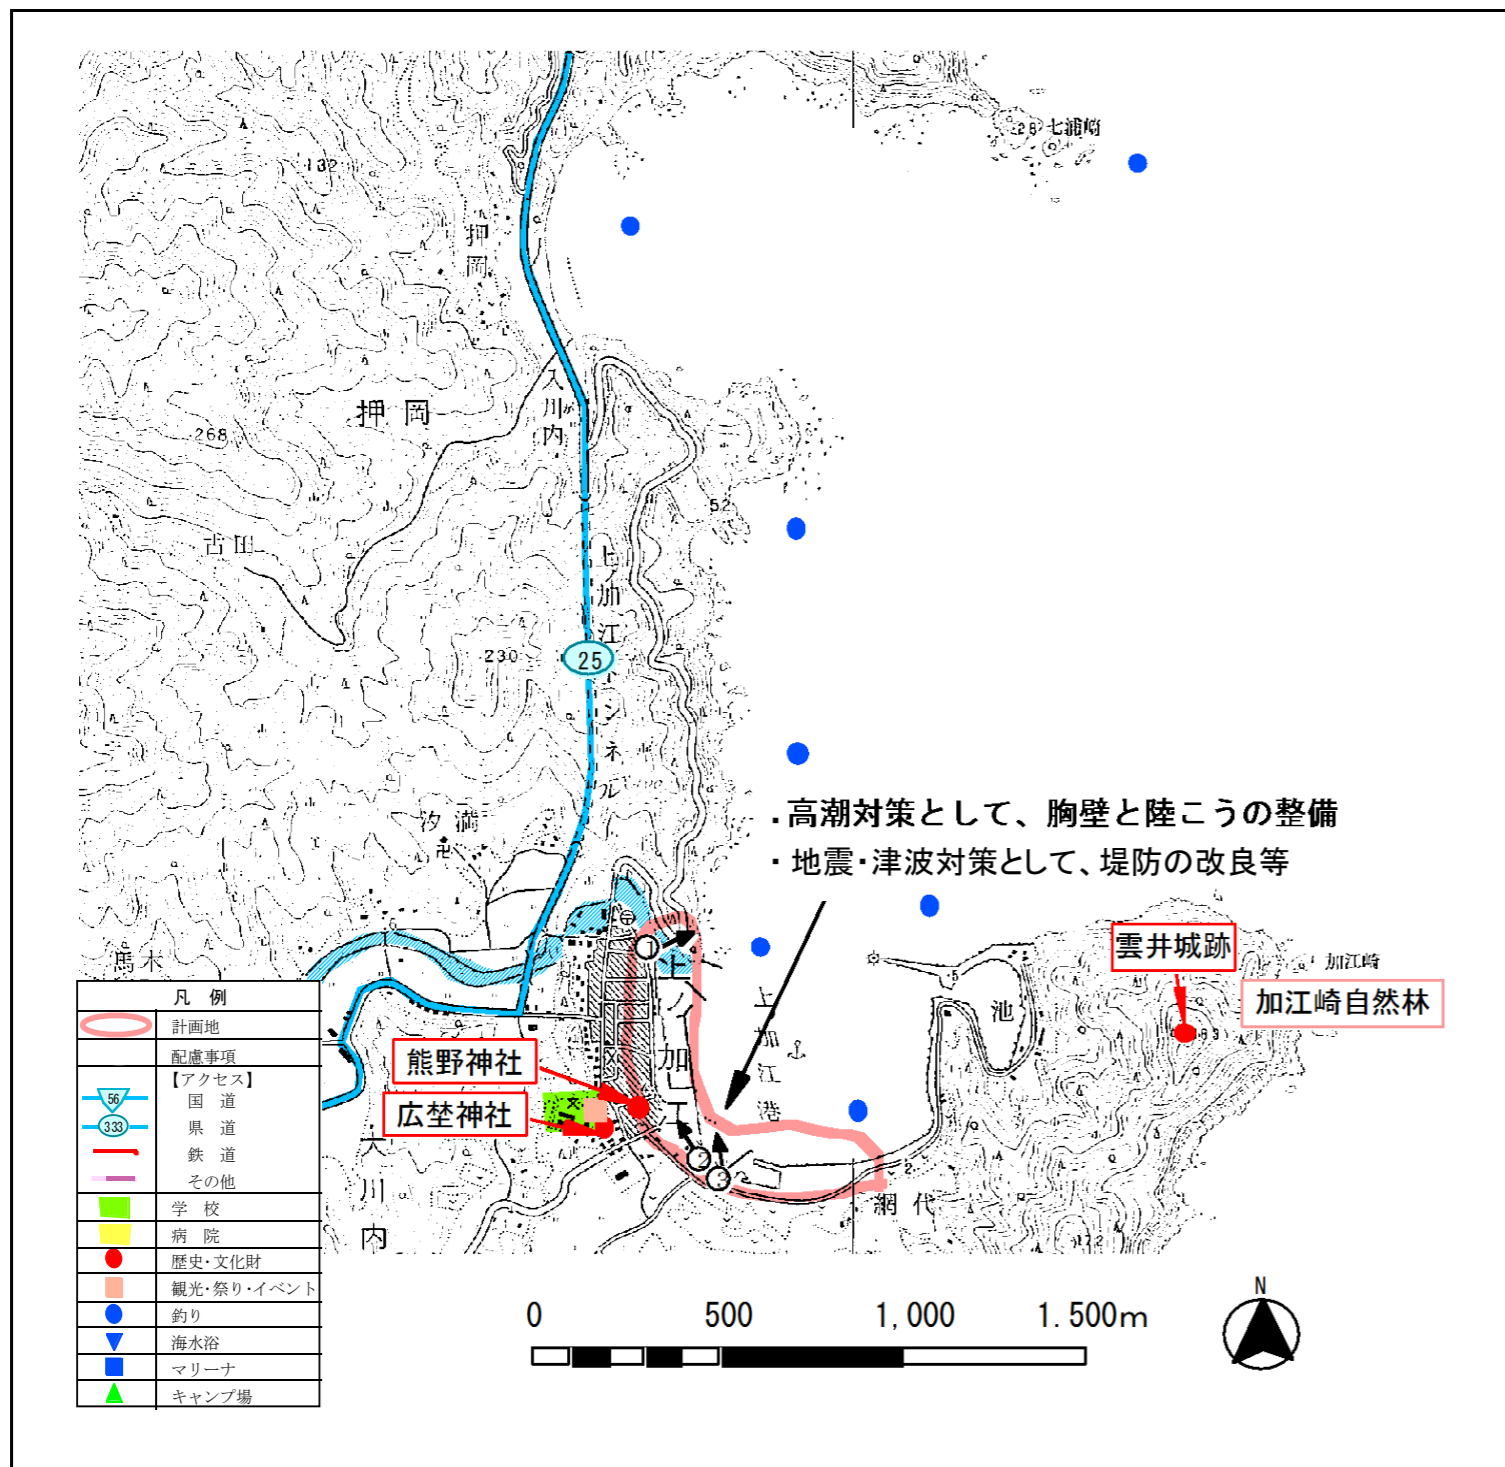 28 七浦崎
132
押岡
入川内
押岡
268
52
古田
上ノ加江トンネル
25
230
汐満
・高潮対策として、胸壁と陸こうの整備
・地震・津波対策として、堤防の改良等
雲井城跡
加江崎
加江崎自然林
63
馬木
1
上ノ加江
上ノ加江港
5
池
熊野神社
広埜神社
2
3
2
網代
大川内
172
凡 例
計画地
配慮事項
【アクセス】
56
国 道
333
県 道
鉄 道
その他
学 校
病 院
歴史・文化財
観光・祭り・イベント
釣り
海水浴
マリーナ
キャンプ場
0 500 1,000 1.500m
N